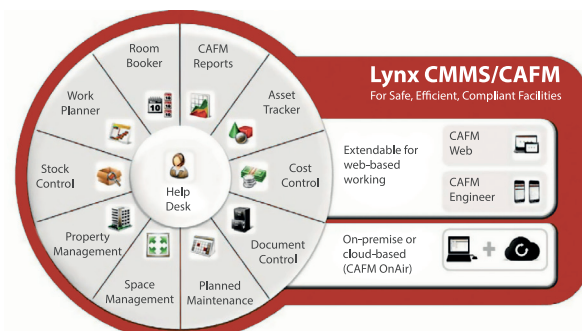 Room
Booker
CAFM
Reports
Work
Planner
Asset
Tracker
Stock
Control
Cost
Control
Help
Desk
Property
Management
Document
Control
Space
Management
Planned
Maintenance
10
Lynx CMMS/CAFM
For Safe, Efficient, Compliant Facilities
Extendable for
web-based
working
CAFM
Web
CAFM
Engineer
On-premise or
cloud-based
(CAFM OnAir)
+